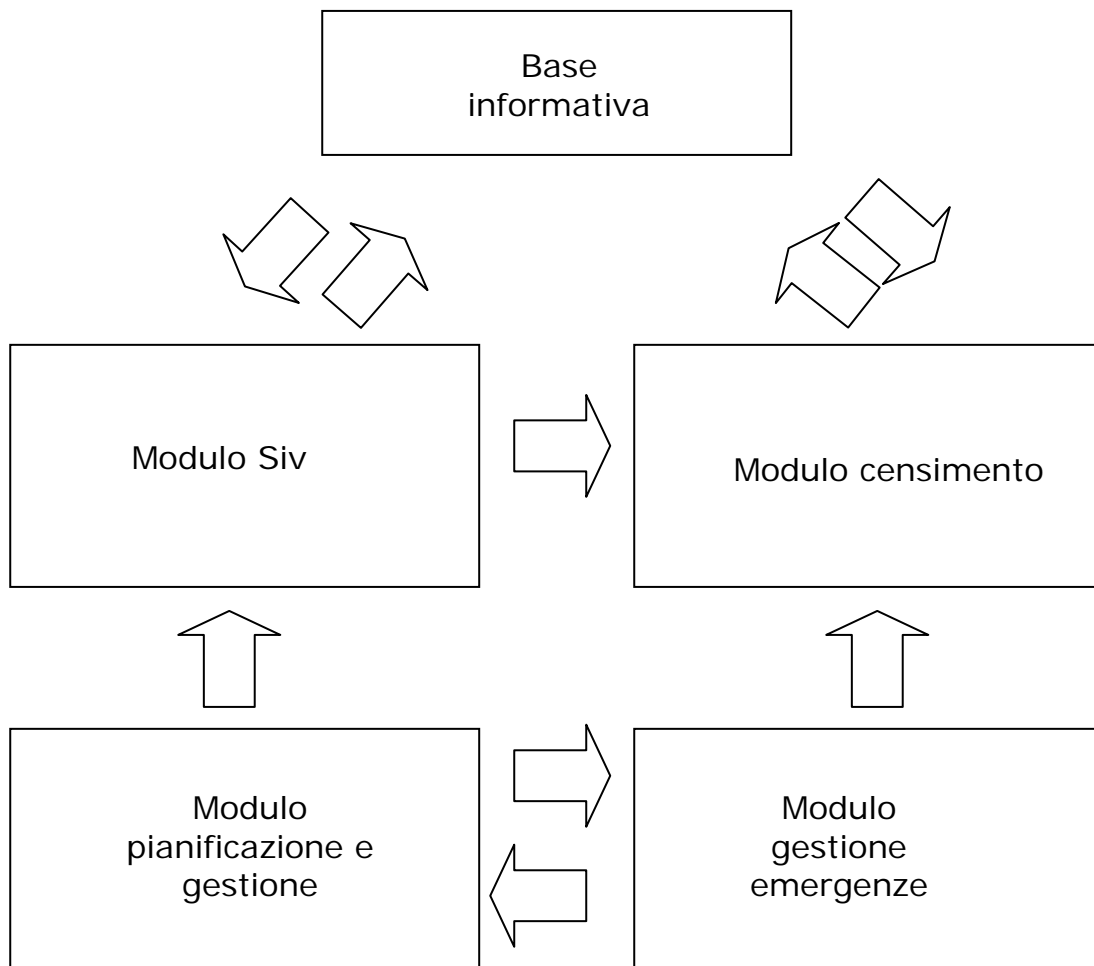 Base
informativa
Modulo Siv
Modulo censimento
Modulo
pianificazione e
gestione
Modulo
gestione
emergenze